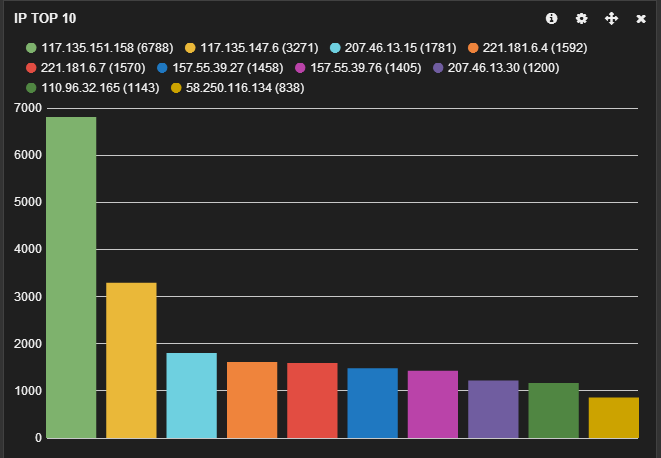 IP TOP 10
117.135.151.158 (6788) 117.135.147.6 (3271) 207.46.13.15 (1781) 221.181.6.4 (1592)
221.181.6.7 (1570) 157.55.39.27 (1458) 157.55.39.76 (1405) 207.46.13.30 (1200)
110.96.32.165 (1143) 58.250.116.134 (838)
7000
6000
5000
4000
3000
2000
1000
0